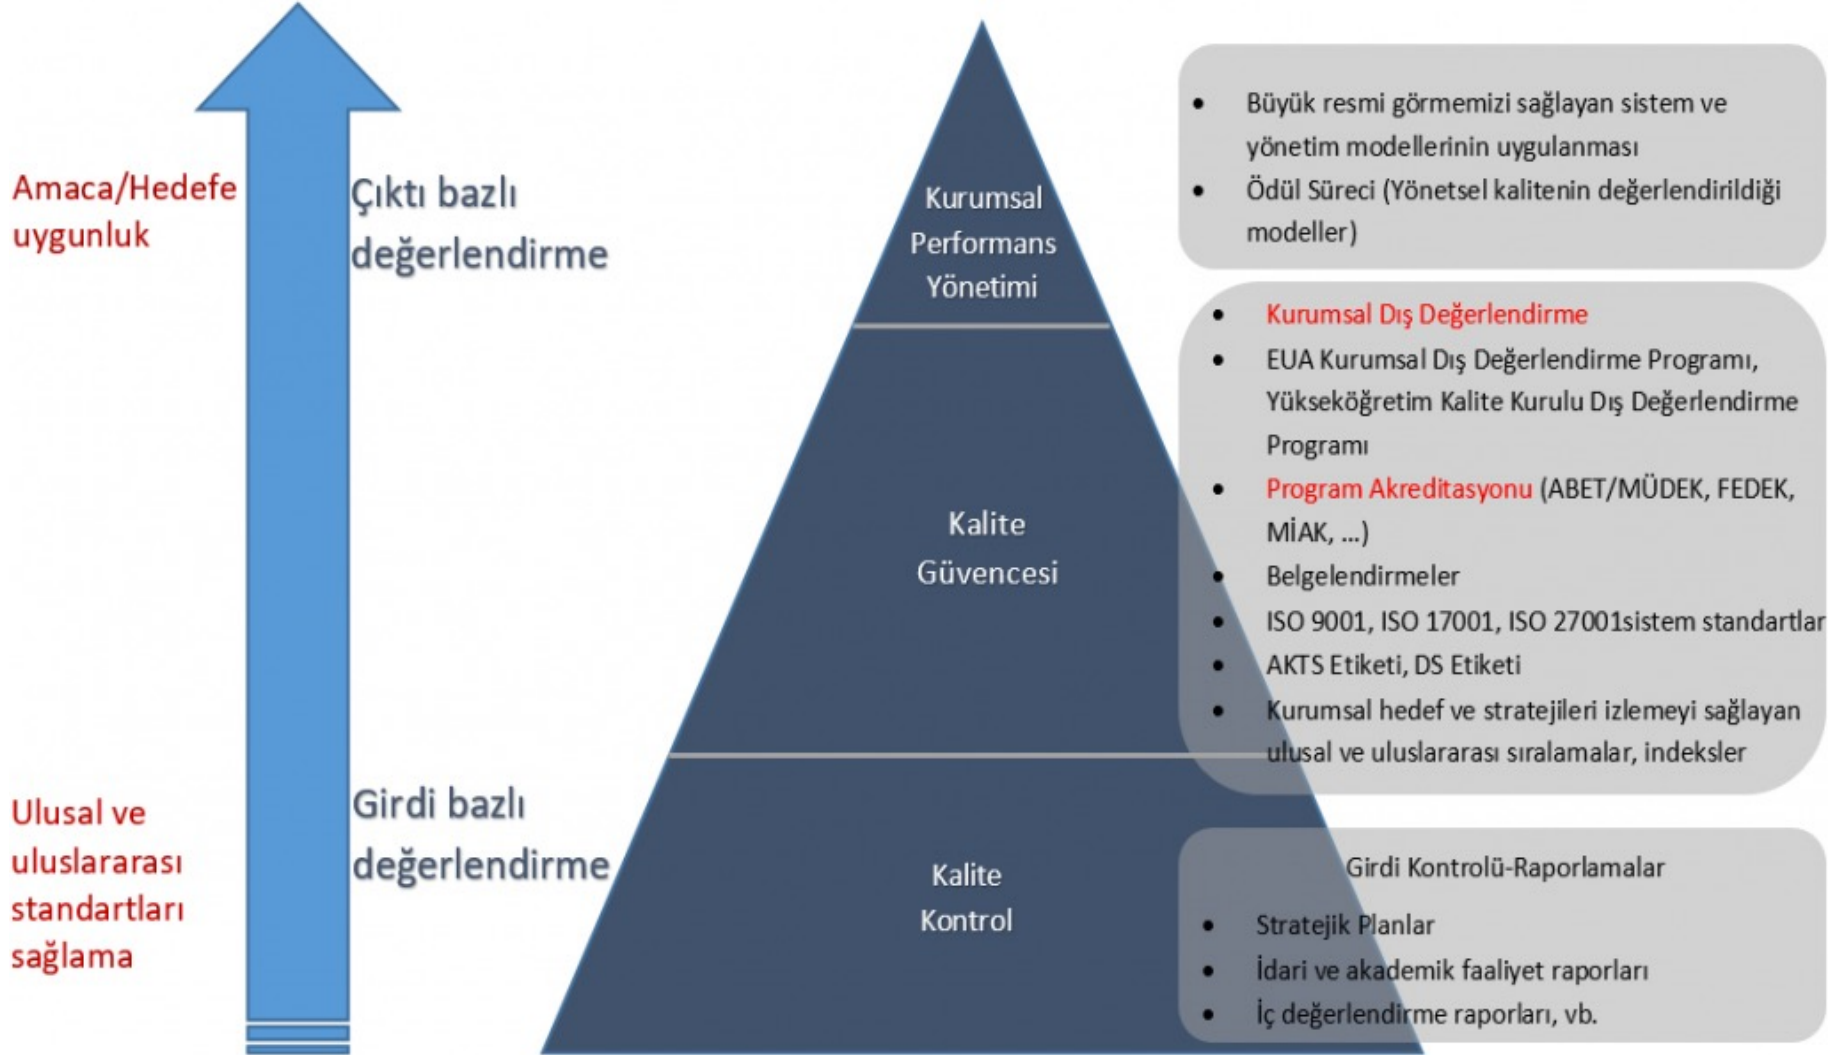 Amaca/Hedefe
uygunluk
Çıktı bazlı
değerlendirme
Ulusal ve
uluslararası
standartları
sağlama
Girdi bazlı
değerlendirme
Kurumsal
Performans
Yönetimi
Kalite
Güvencesi
Kalite
Kontrol
• Büyük resmi görmemizi sağlayan sistem ve
yönetim modellerinin uygulanması
• Ödül Süreci (Yönetsel kalitenin değerlendirildiği
modeller)
• Kurumsal Dış Değerlendirme
• EUA Kurumsal Dış Değerlendirme Programı,
Yükseköğretim Kalite Kurulu Dış Değerlendirme
Programı
• Program Akreditasyonu (ABET/MÜDEK, FEDEK,
MİAK, ...)
• Belgelendirmeler
• ISO 9001, ISO 17001, ISO 27001sistem standartlar
• AKTS Etiketi, DS Etiketi
• Kurumsal hedef ve stratejileri izlemeyi sağlayan
ulusal ve uluslararası sıralamalar, indeksler
Girdi Kontrolü-Raporlamalar
• Stratejik Planlar
• İdari ve akademik faaliyet raporları
• İç değerlendirme raporları, vb.